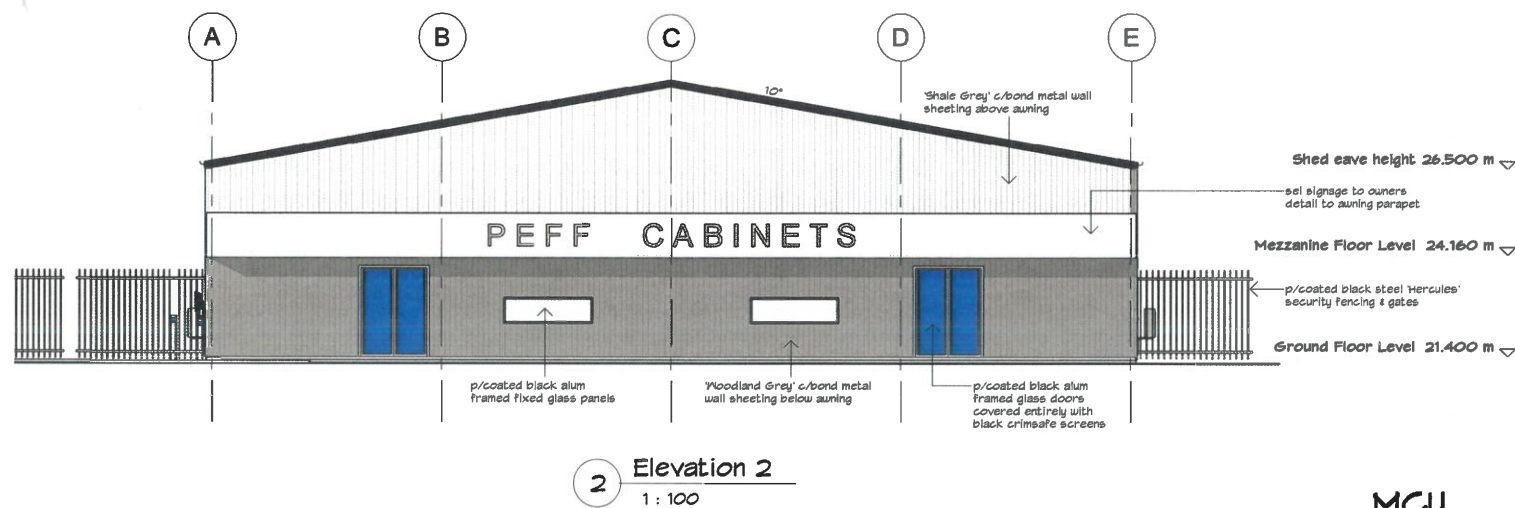 A B C D E
10°
'Shale Grey' c/bond metal wall
sheeting above awning
Shed eave height 26.500 m
sel signage to owners
detail to awning parapet
PEFF CABINETS
Mezzanine Floor Level 24.160 m
p/coated black steel 'Hercules'
security fencing & gates
Ground Floor Level 21.400 m
p/coated black alum
framed fixed glass panels
'Woodland Grey' c/bond metal
wall sheeting below awning
p/coated black alum
framed glass doors
covered entirely with
black crimsafe screens
2 Elevation 2
1 : 100